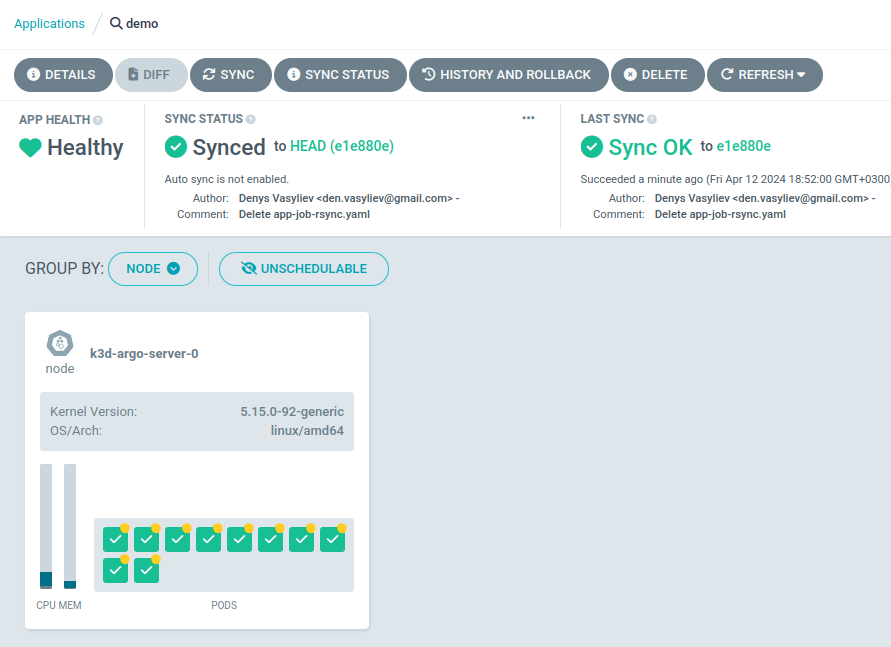 Applications / demo
DETAILS DIFF SYNC SYNC STATUS HISTORY AND ROLLBACK DELETE REFRESH
APP HEALTH
Healthy
SYNC STATUS
Synced to HEAD (e1e880e)
Auto sync is not enabled.
Author: Denys Vasyliev <den.vasyliev@gmail.com> -
Comment: Delete app-job-rsync.yaml
LAST SYNC
Sync OK to e1e880e
Succeeded a minute ago (Fri Apr 12 2024 18:52:00 GMT+0300
Author: Denys Vasyliev <den.vasyliev@gmail.com> -
Comment: Delete app-job-rsync.yaml
GROUP BY: NODE UNSCHEDULABLE
node
k3d-argo-server-0
Kernel Version: 5.15.0-92-generic
OS/Arch: linux/amd64
CPU MEM PODS